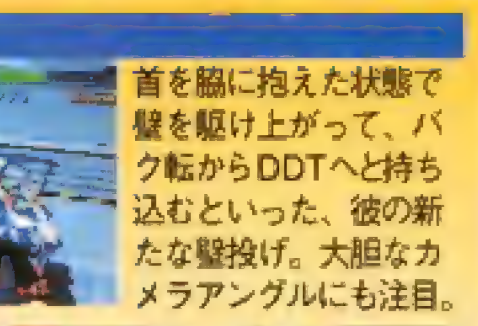 首を脇に抱えた状態で
壁を駆け上がって、バ
ク転からDDTへと持ち
込むといった、彼の新
たな壁投げ。大胆なカ
メラアングルにも注目。